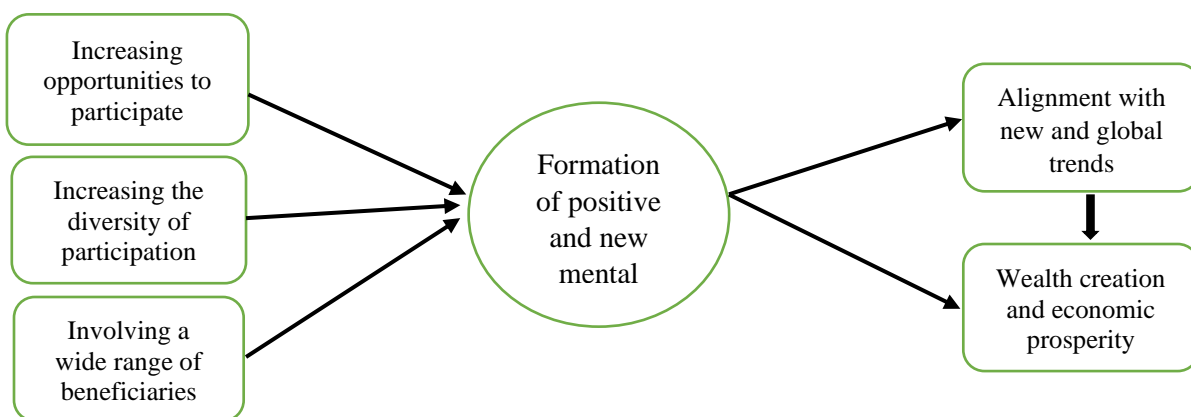 Increasing
opportunities to
participate
Increasing the
diversity of
participation
Involving a
wide range of
beneficiaries
Formation
of positive
and new
mental
Alignment with
new and global
trends
Wealth creation
and economic
prosperity